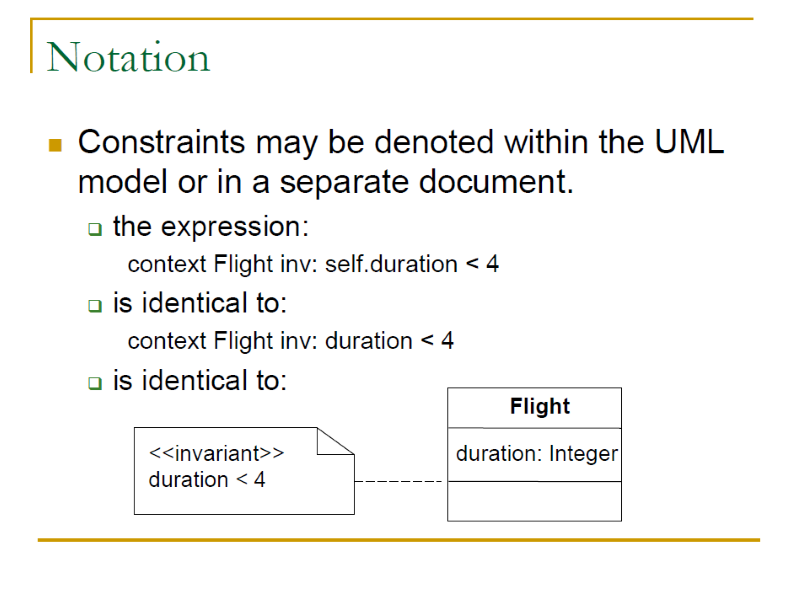 Notation
Constraints may be denoted within the UML
model or in a separate document.
the expression:
context Flight inv: self.duration < 4
is identical to:
context Flight inv: duration < 4
is identical to:
<<invariant>>
duration < 4
Flight
duration: Integer